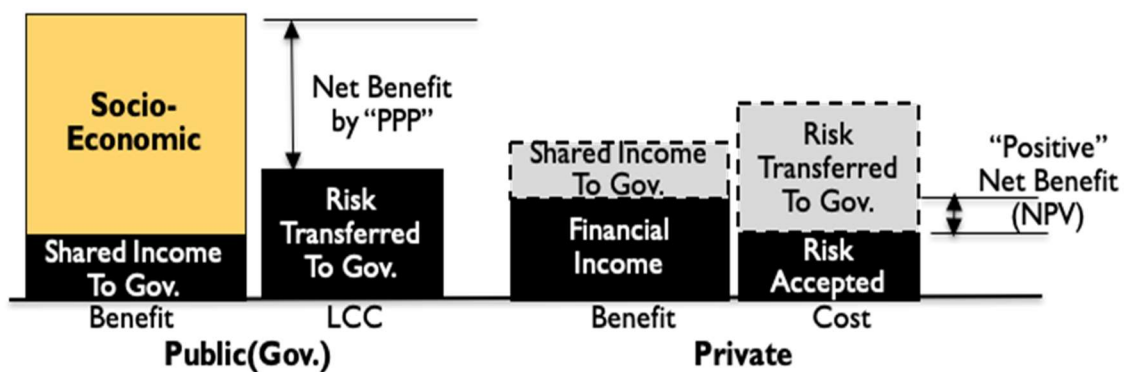 Socio-
Economic
Shared Income
To Gov.
Benefit
Net Benefit
by “PPP”
Risk
Transferred
To Gov.
LCC
Public(Gov.)
Shared Income
To Gov.
Financial
Income
Benefit
Risk
Transferred
To Gov.
Risk
Accepted
Cost
Private
“Positive”
Net Benefit
(NPV)